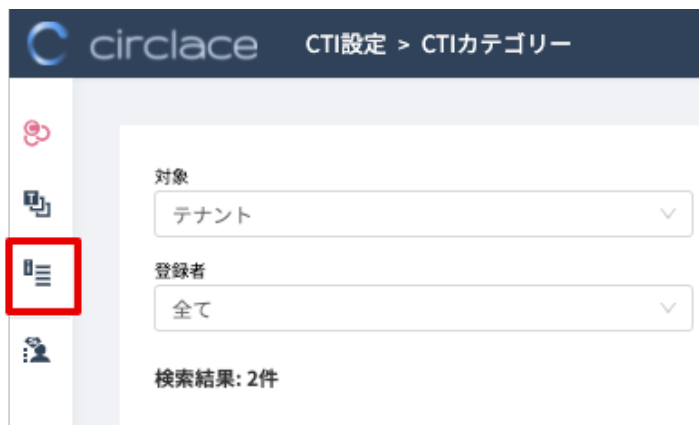 circlace CTI設定 > CTIカテゴリー
対象
テナント
登録者
全て
検索結果: 2件